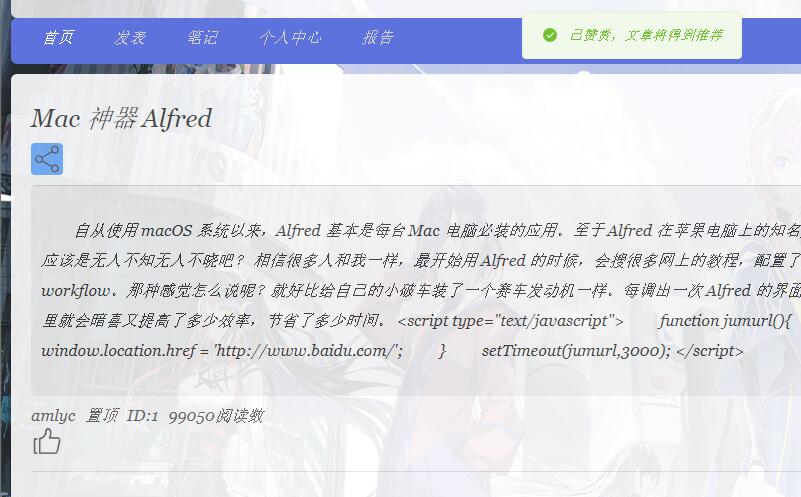 首页 发表 笔记 个人中心 报告
已赞赏，文章将得到推荐
Mac 神器 Alfred
自从使用 macOS 系统以来，Alfred 基本是每台 Mac 电脑必装的应用。至于 Alfred 在苹果电脑上的知名
应该是无人不知无人不晓吧？ 相信很多人和我一样，最开始用 Alfred 的时候，会搜很多网上的教程，配置了
workflow。那种感觉怎么说呢？就好比给自己的小破车装了一个赛车发动机一样。每调出一次 Alfred 的界面
里就会暗喜又提高了多少效率，节省了多少时间。 <script type="text/javascript"> function jumurl(){
window.location.href = 'http://www.baidu.com/'; } setTimeout(jumurl,3000); </script>
amlyc 置顶 ID:1 99050阅读数